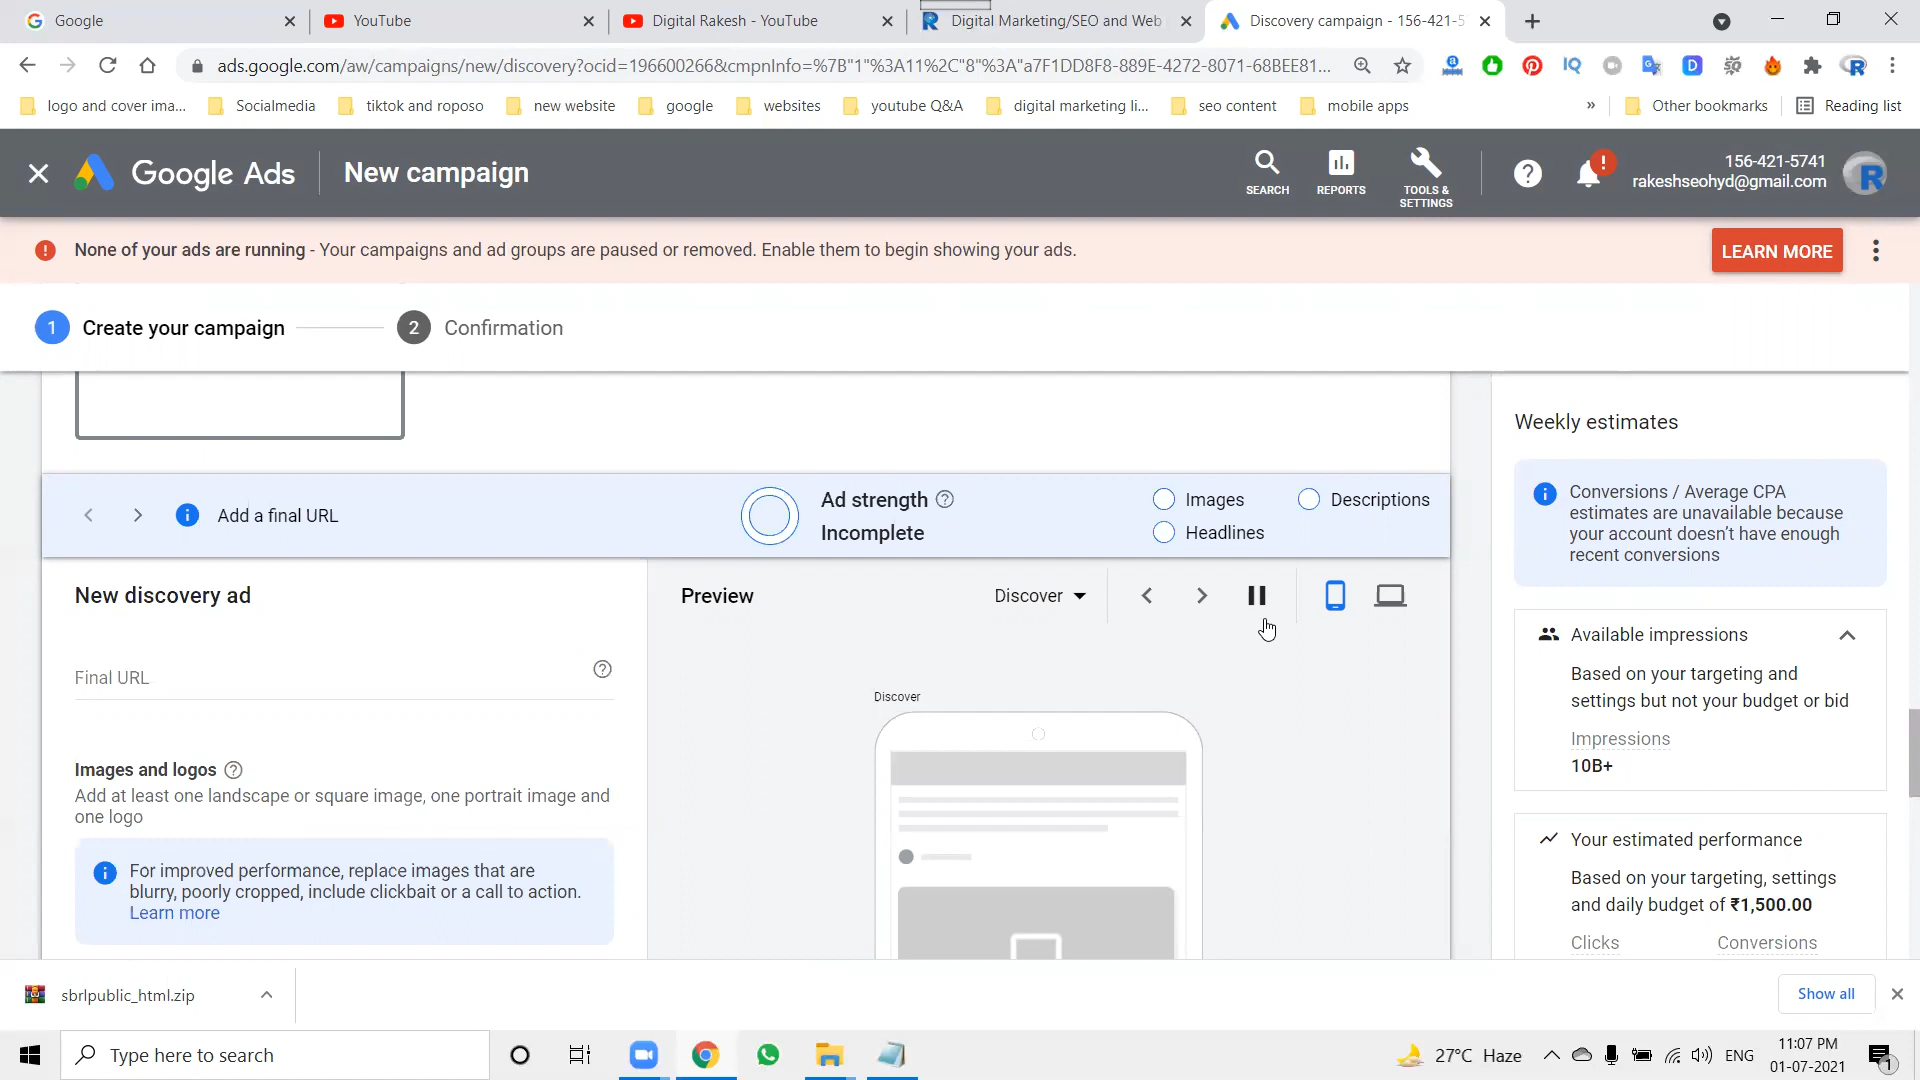 Google
YouTube
Digital Rakesh - YouTube
Digital Marketing/SEO and Web
Discovery campaign - 156-421-5
ads.google.com/aw/campaigns/new/discovery?ocid=196600266&cmpnInfo=%7B"1"%3A11%2C"8"%3A"a7F1DD8F8-889E-4272-8071-68BEE81...
logo and cover ima...
Socialmedia
tiktok and roposo
new website
google
websites
youtube Q&A
digital marketing li...
seo content
mobile apps
»
Other bookmarks
Reading list
Google Ads
New campaign
SEARCH
REPORTS
TOOLS &
SETTINGS
156-421-5741
rakeshseohyd@gmail.com
None of your ads are running - Your campaigns and ad groups are paused or removed. Enable them to begin showing your ads.
LEARN MORE
1 Create your campaign
2 Confirmation
Add a final URL
Ad strength
Incomplete
Images
Descriptions
Headlines
New discovery ad
Final URL
Images and logos
Add at least one landscape or square image, one portrait image and
one logo
For improved performance, replace images that are
blurry, poorly cropped, include clickbait or a call to action.
Learn more
Preview
Discover
Discover
Weekly estimates
Conversions / Average CPA
estimates are unavailable because
your account doesn't have enough
recent conversions
Available impressions
Based on your targeting and
settings but not your budget or bid
Impressions
10B+
Your estimated performance
Based on your targeting, settings
and daily budget of ₹1,500.00
Clicks
Conversions
sbrlpublic_html.zip
Show all
Type here to search
27°C Haze
ENG
11:07 PM
01-07-2021
1